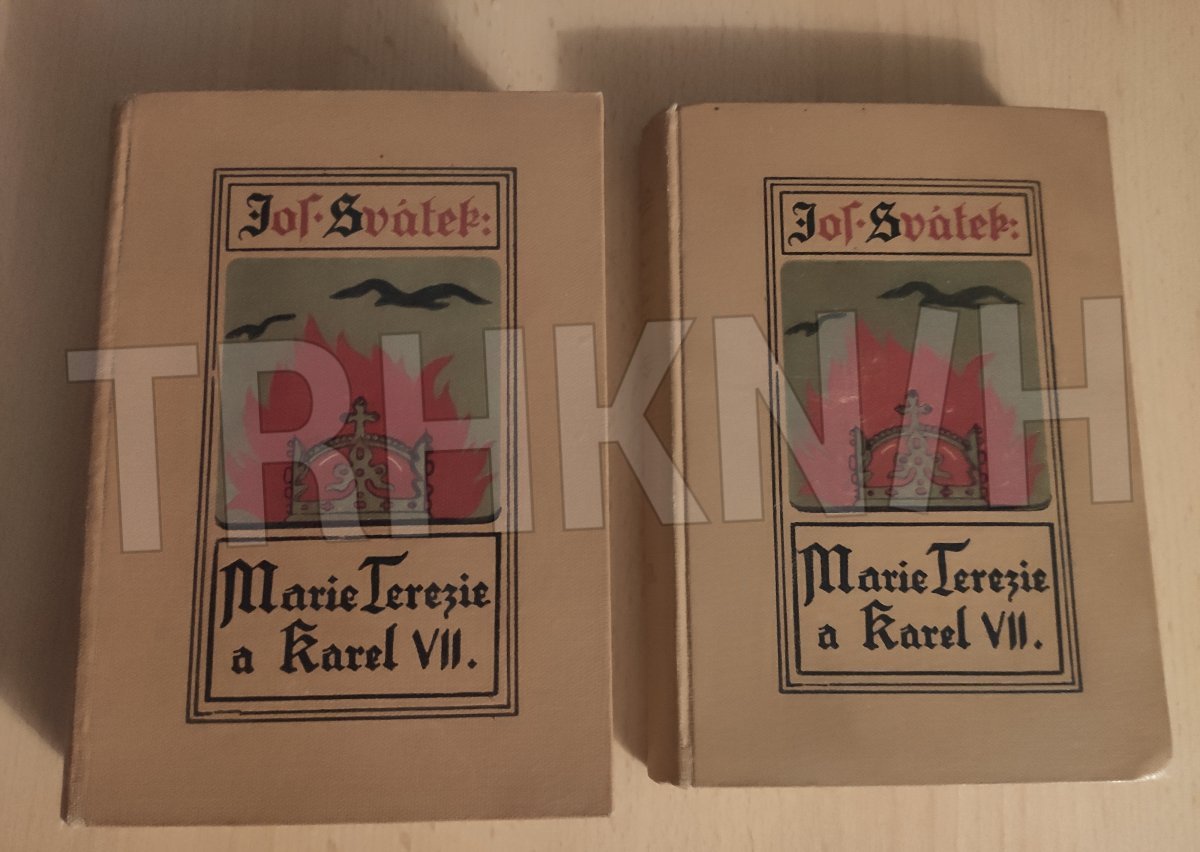 Jos. Svátek:
Marie Terezie
a Karel VII.
Jos. Svátek:
Marie Terezie
a Karel VII.
TRHKNIH